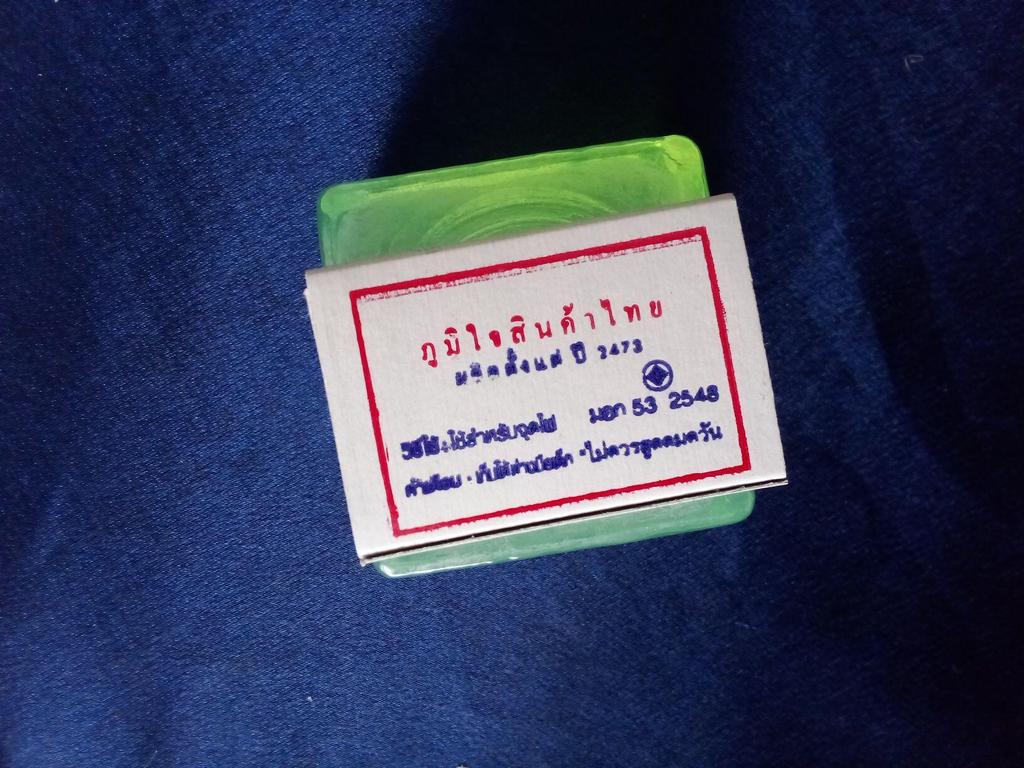 ภูมิใจสินค้าไทย
ผลิตตั้งแต่ ปี 2473
วิธีใช้ : ใช้สำหรับจุดไฟ มอก 53 2548
คำเตือน - เก็บให้ห่างมือเด็ก - ไม่ควรสูดดมควัน